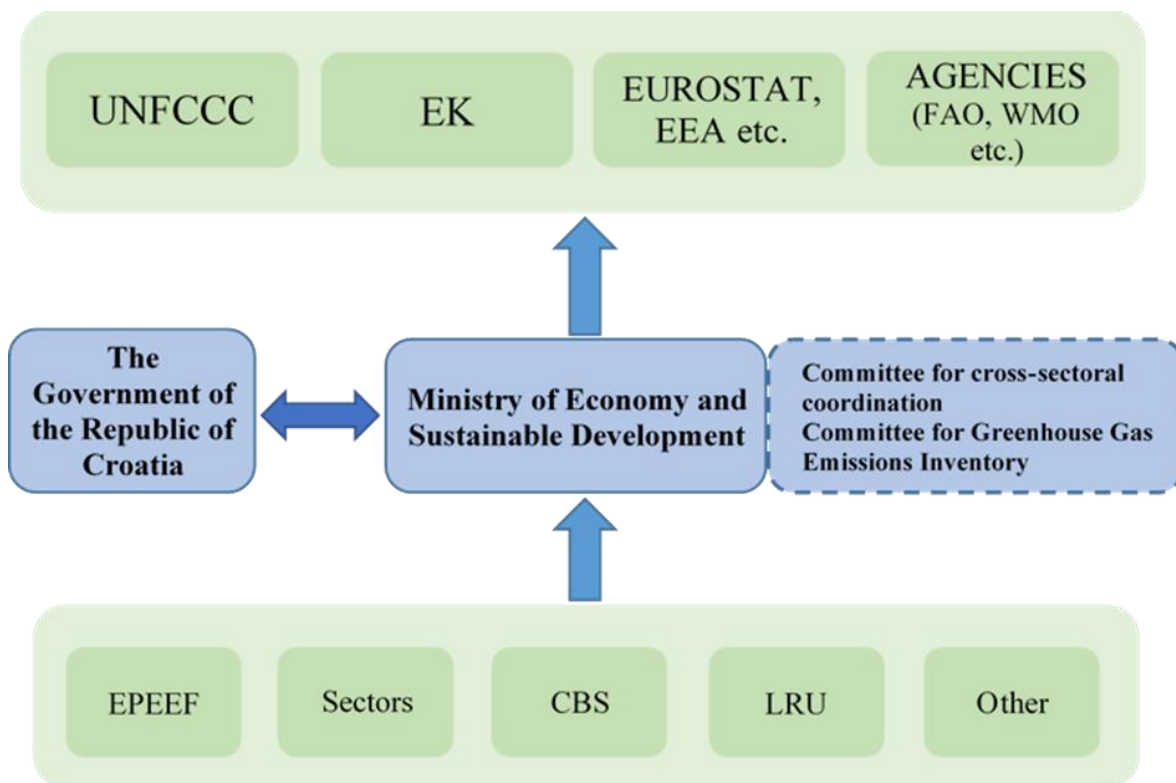 UNFCCC
EK
EUROSTAT,
EEA etc.
AGENCIES
(FAO, WMO
etc.)
The
Government of
the Republic of
Croatia
Ministry of Economy and
Sustainable Development
Committee for cross-sectoral
coordination
Committee for Greenhouse Gas
Emissions Inventory
EPEEF
Sectors
CBS
LRU
Other